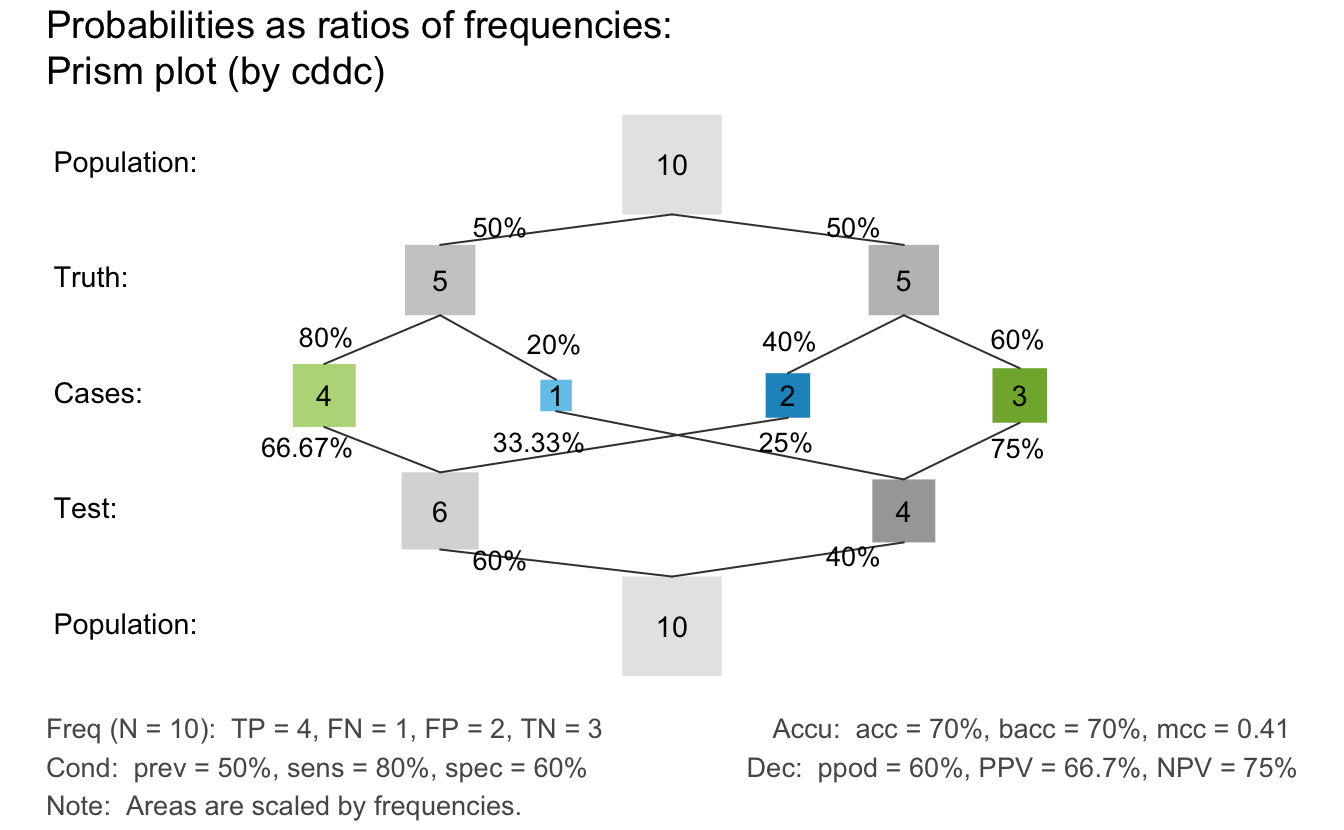 Probabilities as ratios of frequencies:
Prism plot (by cddc)
Population:
10
50%
50%
Truth:
5
5
80%
20%
40%
60%
Cases:
4
1
2
3
66.67%
33.33%
25%
75%
Test:
6
4
60%
40%
Population:
10
Freq (N = 10):  TP = 4, FN = 1, FP = 2, TN = 3
Accu:  acc = 70%, bacc = 70%, mcc = 0.41
Cond:  prev = 50%, sens = 80%, spec = 60%
Dec:  ppod = 60%, PPV = 66.7%, NPV = 75%
Note:  Areas are scaled by frequencies.